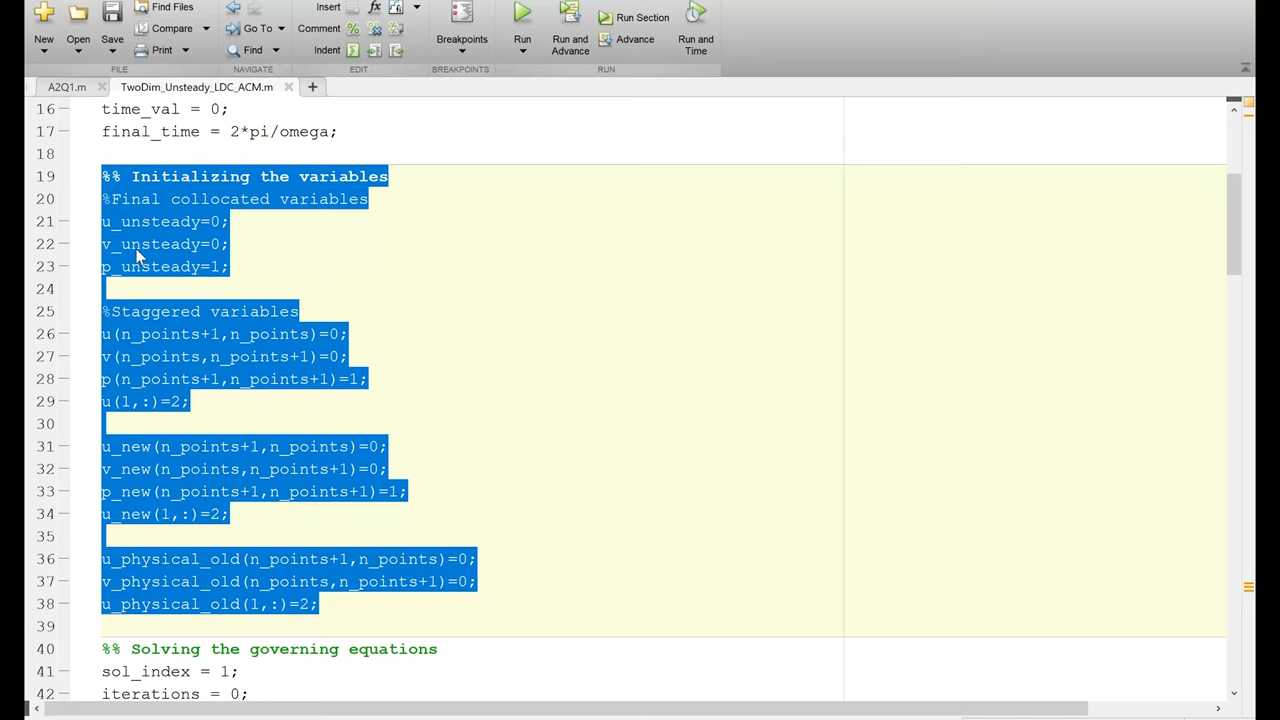 Find Files
Insert
fx
New
Open
Save
Compare
Go To
Comment
Breakpoints
Run
Run and
Advance
Run Section
Advance
Run and
Time
Print
Find
Indent
FILE
NAVIGATE
EDIT
BREAKPOINTS
RUN
A2Q1.m
TwoDim_Unsteady_LDC_ACM.m
16 time_val = 0;
17 final_time = 2*pi/omega;
18
19 %% Initializing the variables
20 %Final collocated variables
21 u_unsteady=0;
22 v_unsteady=0;
23 p_unsteady=1;
24
25 %Staggered variables
26 u(n_points+1,n_points)=0;
27 v(n_points,n_points+1)=0;
28 p(n_points+1,n_points+1)=1;
29 u(1,:)=2;
30
31 u_new(n_points+1,n_points)=0;
32 v_new(n_points,n_points+1)=0;
33 p_new(n_points+1,n_points+1)=1;
34 u_new(1,:)=2;
35
36 u_physical_old(n_points+1,n_points)=0;
37 v_physical_old(n_points,n_points+1)=0;
38 u_physical_old(1,:)=2;
39
40 %% Solving the governing equations
41 sol_index = 1;
42 iterations = 0;